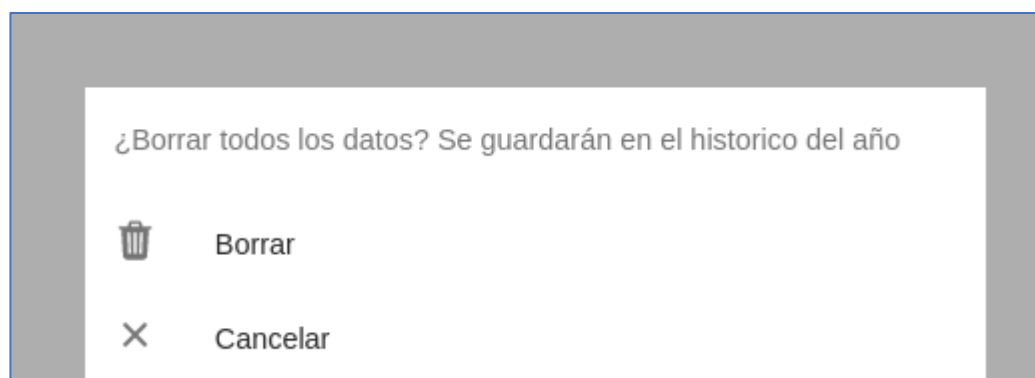 ¿Borrar todos los datos? Se guardarán en el historico del año
Borrar
Cancelar